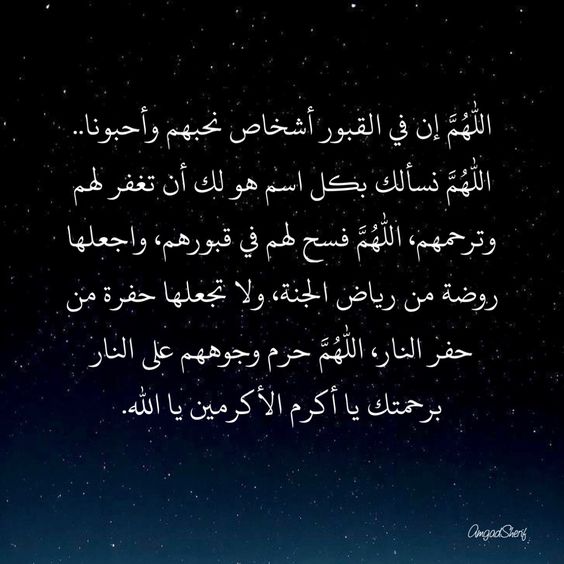 اللَّهُمَّ إن في القبور أشخاص نحبهم وأحبونا..
اللَّهُمَّ نسألك بكل اسم هو لك أن تغفر لهم
وترحمهم، اللَّهُمَّ فسح لهم في قبورهم، واجعلها
روضة من رياض الجنة، ولا تجعلها حفرة من
حفر النار، اللَّهُمَّ حرم وجوههم على النار
برحمتك يا أكرم الأكرمين يا الله.
AmgadSherif